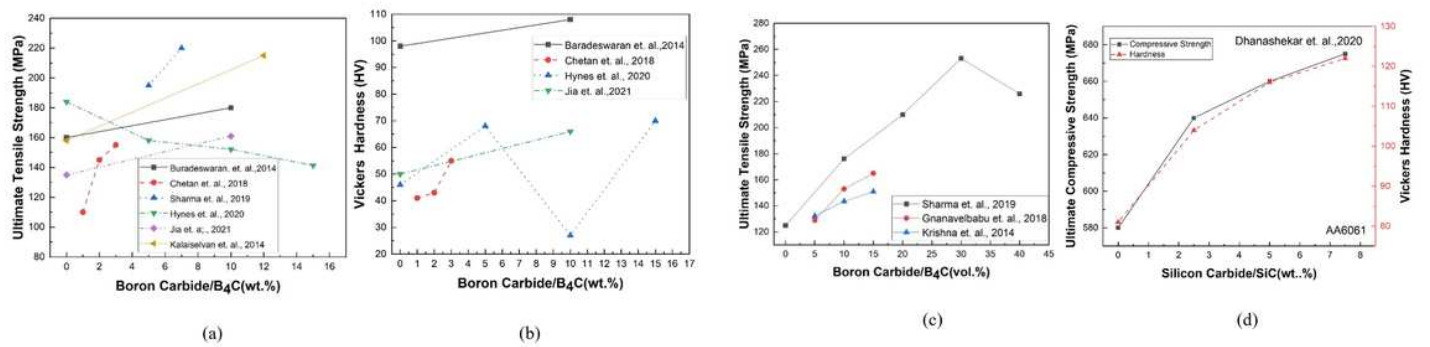 240
220
200
180
160
140
120
100
80
0
2
4
6
8
10
12
14
16
Ultimate Tensile Strength (MPa)
Buradeswaran. et. al.,2014
Chetan et. al., 2018
Sharma et. al., 2019
Hynes et. al., 2020
Jia et. a;., 2021
Kalaiselvan et. al., 2014
Boron Carbide/B4C(wt.%)
(a)
110
100
90
80
70
60
50
40
30
20
0
1
2
3
4
5
6
7
8
9
10
11
12
13
14
15
16
17
Vickers Hardness (HV)
Baradeswaran et. al.,2014
Chetan et. al., 2018
Hynes et. al., 2020
Jia et. al.,2021
Boron Carbide/B4C(wt.%)
(b)
280
260
240
220
200
180
160
140
120
0
5
10
15
20
25
30
35
40
45
Ultimate Tensile Strength (MPa)
Sharma et. al., 2019
Gnanavelbabu et. al., 2018
Krishna et. al., 2014
Boron Carbide/B4C(vol.%)
(c)
680
660
640
620
600
580
0
1
2
3
4
5
6
7
8
130
120
110
100
90
80
Ultimate Compressive Strength (MPa)
Compressive Strength
Hardness
Dhanashekar et. al.,2020
AA6061
Vickers Hardness (HV)
Silicon Carbide/SiC(wt..%)
(d)